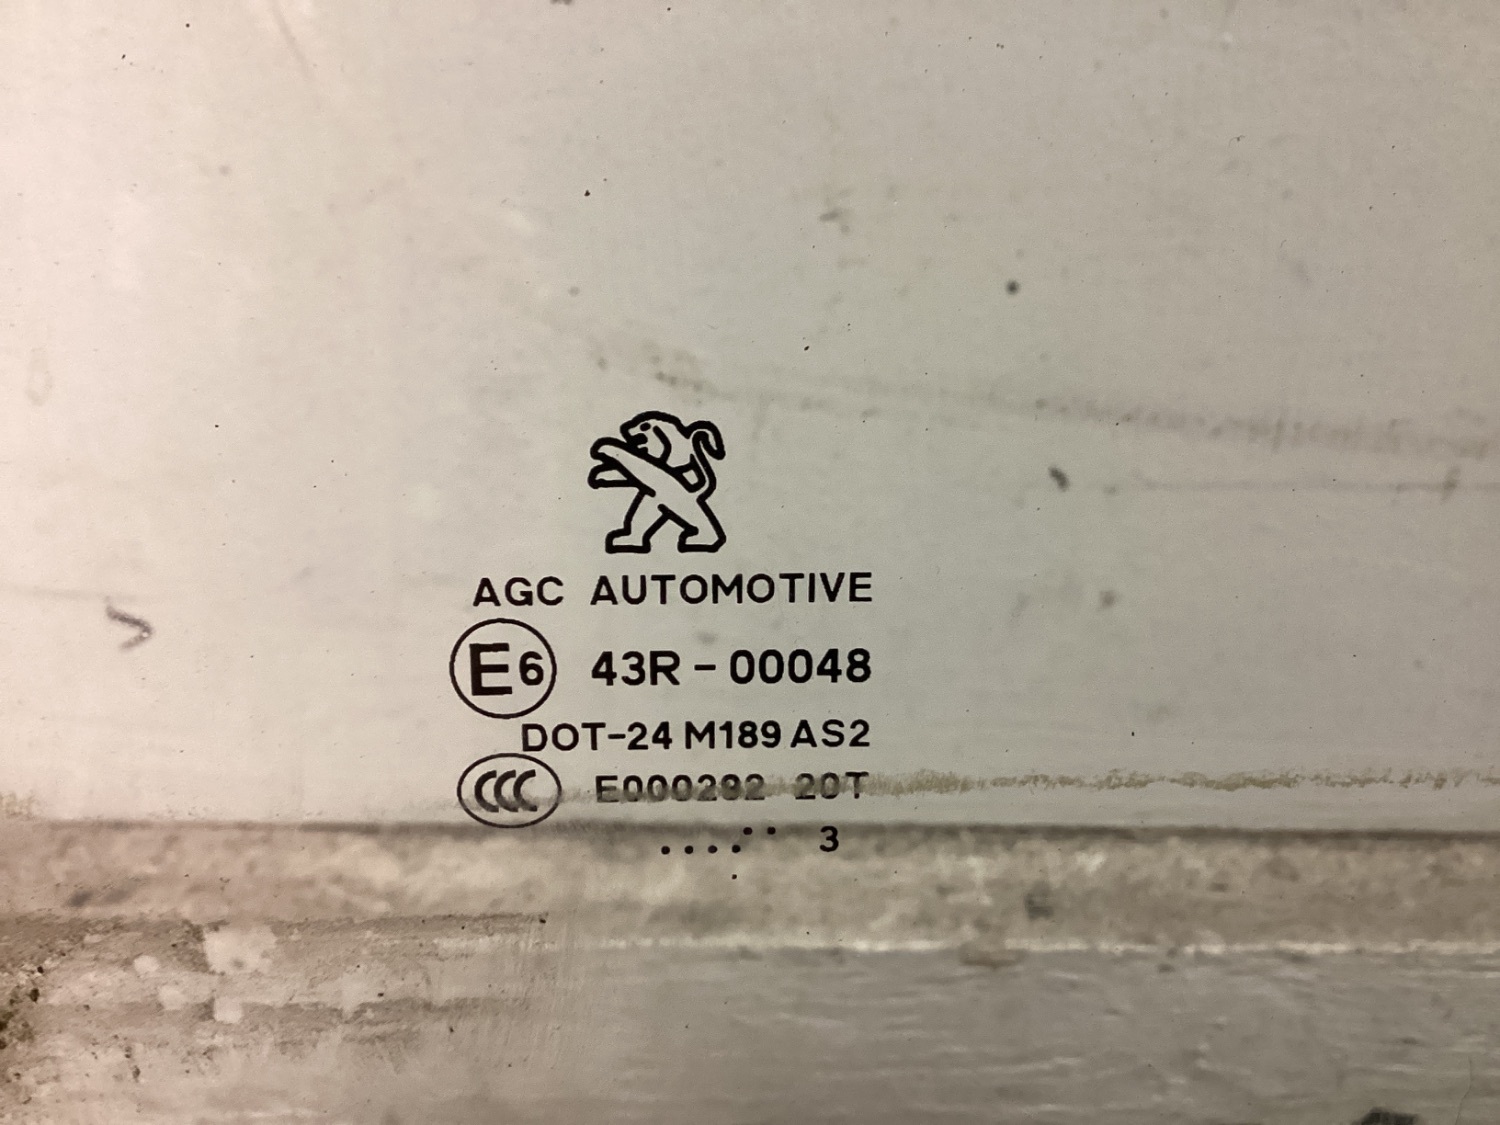 AGC AUTOMOTIVE
E6 43R-00048
DOT-24 M189 AS2
CCC E000282 20T
....·· 3